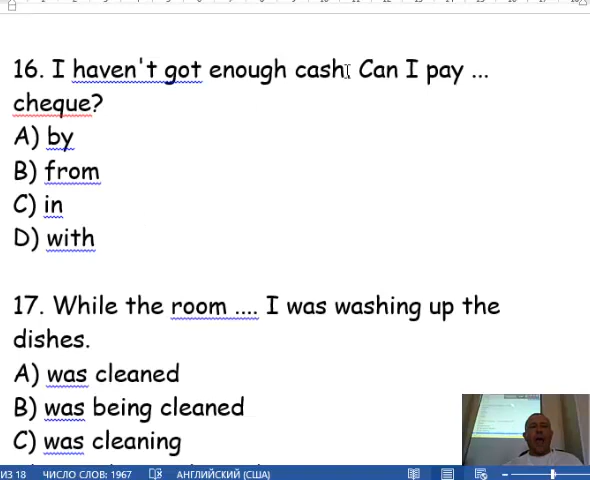 16. I haven't got enough cash. Can I pay ...
cheque?
A) by
B) from
C) in
D) with
17. While the room .... I was washing up the
dishes.
A) was cleaned
B) was being cleaned
C) was cleaning
ИЗ 18 ЧИСЛО СЛОВ: 1967 АНГЛИЙСКИЙ (США)